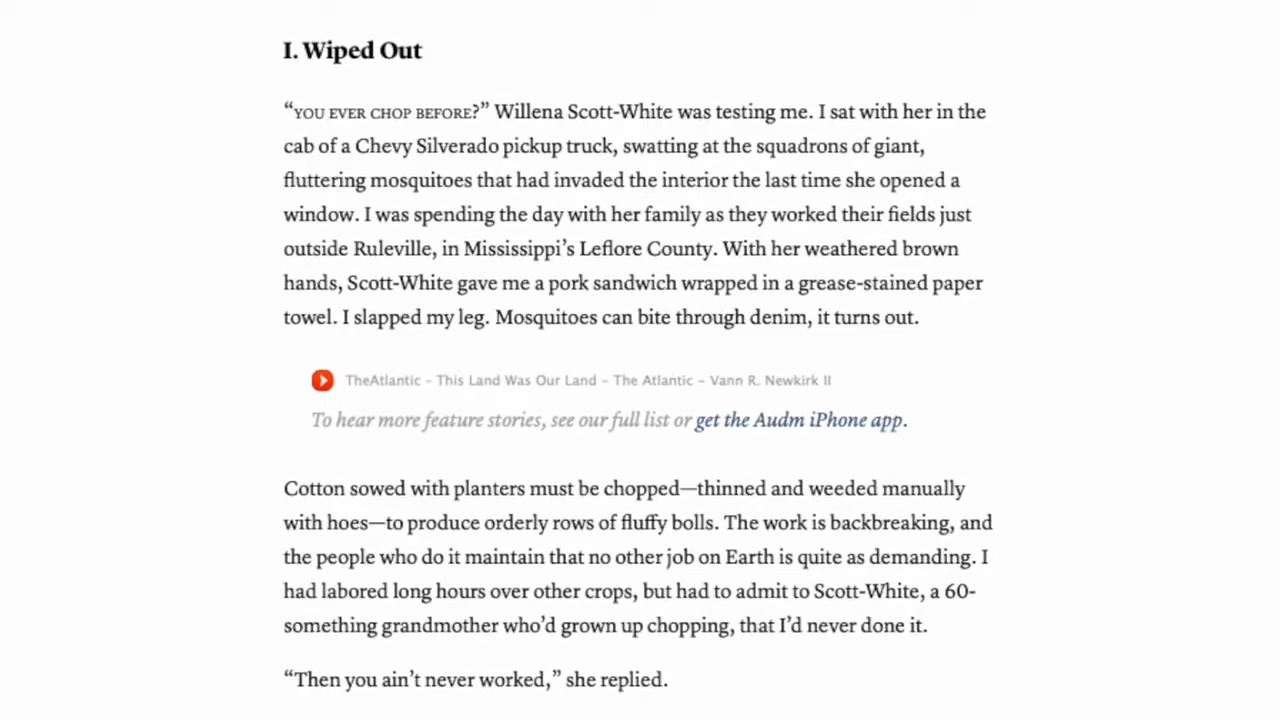 I. Wiped Out
“YOU EVER CHOP BEFORE?” Willena Scott-White was testing me. I sat with her in the
cab of a Chevy Silverado pickup truck, swatting at the squadrons of giant,
fluttering mosquitoes that had invaded the interior the last time she opened a
window. I was spending the day with her family as they worked their fields just
outside Ruleville, in Mississippi’s Leflore County. With her weathered brown
hands, Scott-White gave me a pork sandwich wrapped in a grease-stained paper
towel. I slapped my leg. Mosquitoes can bite through denim, it turns out.
TheAtlantic – This Land Was Our Land – The Atlantic – Vann R. Newkirk II
To hear more feature stories, see our full list or get the Audm iPhone app.
Cotton sowed with planters must be chopped—thinned and weeded manually
with hoes—to produce orderly rows of fluffy bolls. The work is backbreaking, and
the people who do it maintain that no other job on Earth is quite as demanding. I
had labored long hours over other crops, but had to admit to Scott-White, a 60-
something grandmother who’d grown up chopping, that I’d never done it.
“Then you ain’t never worked,” she replied.